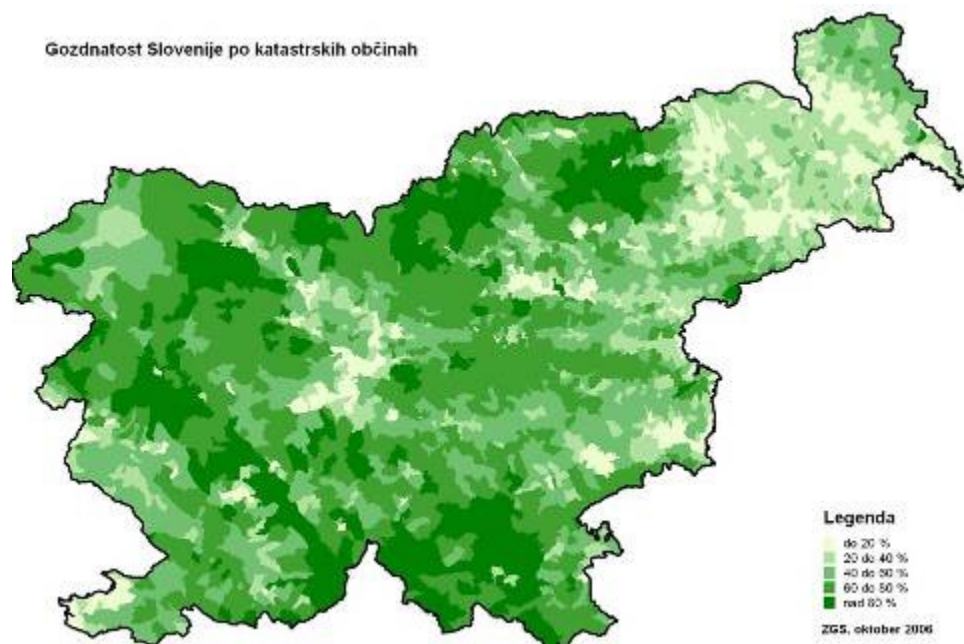 Gozdnatost Slovenije po katastrskih občinah
Legenda
do 20 %
20 do 40 %
40 do 60 %
60 do 80 %
nad 80 %
ZGS, oktober 2006